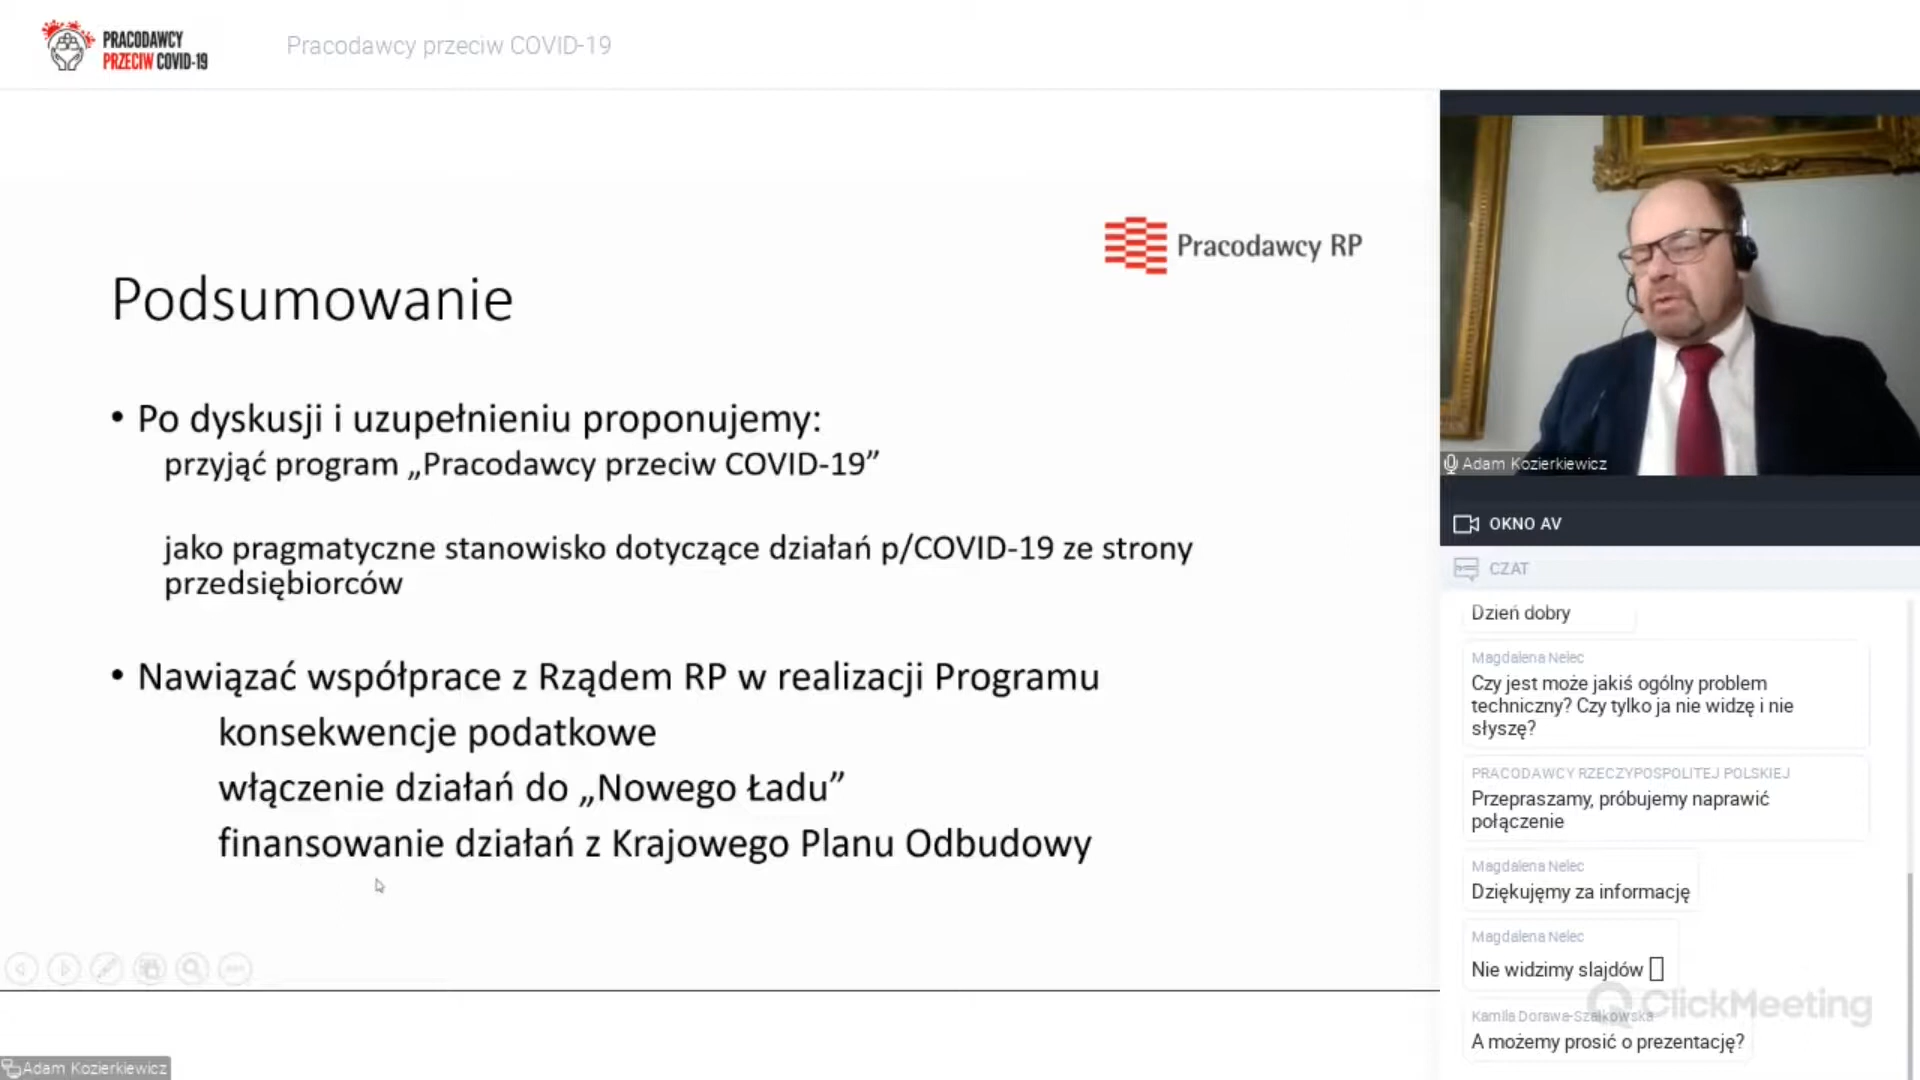 PRACODAWCY
PRZECIW COVID-19
Pracodawcy przeciw COVID-19
Pracodawcy RP
Podsumowanie
• Po dyskusji i uzupełnieniu proponujemy:
przyjąć program „Pracodawcy przeciw COVID-19”
jako pragmatyczne stanowisko dotyczące działań p/COVID-19 ze strony
przedsiębiorców
• Nawiązać współprace z Rządem RP w realizacji Programu
konsekwencje podatkowe
włączenie działań do „Nowego Ładu”
finansowanie działań z Krajowego Planu Odbudowy
Adam Kozierkiewicz
Adam Kozierkiewicz
OKNO AV
CZAT
Dzień dobry
Magdalena Nelec
Czy jest może jakiś ogólny problem
techniczny? Czy tylko ja nie widzę i nie
słyszę?
PRACODAWCY RZECZYPOSPOLITEJ POLSKIEJ
Przepraszamy, próbujemy naprawić
połączenie
Magdalena Nelec
Dziękujęmy za informację
Magdalena Nelec
Nie widzimy slajdów
ClickMeeting
Kamila Dorawa-Szałkowska
A możemy prosić o prezentację?